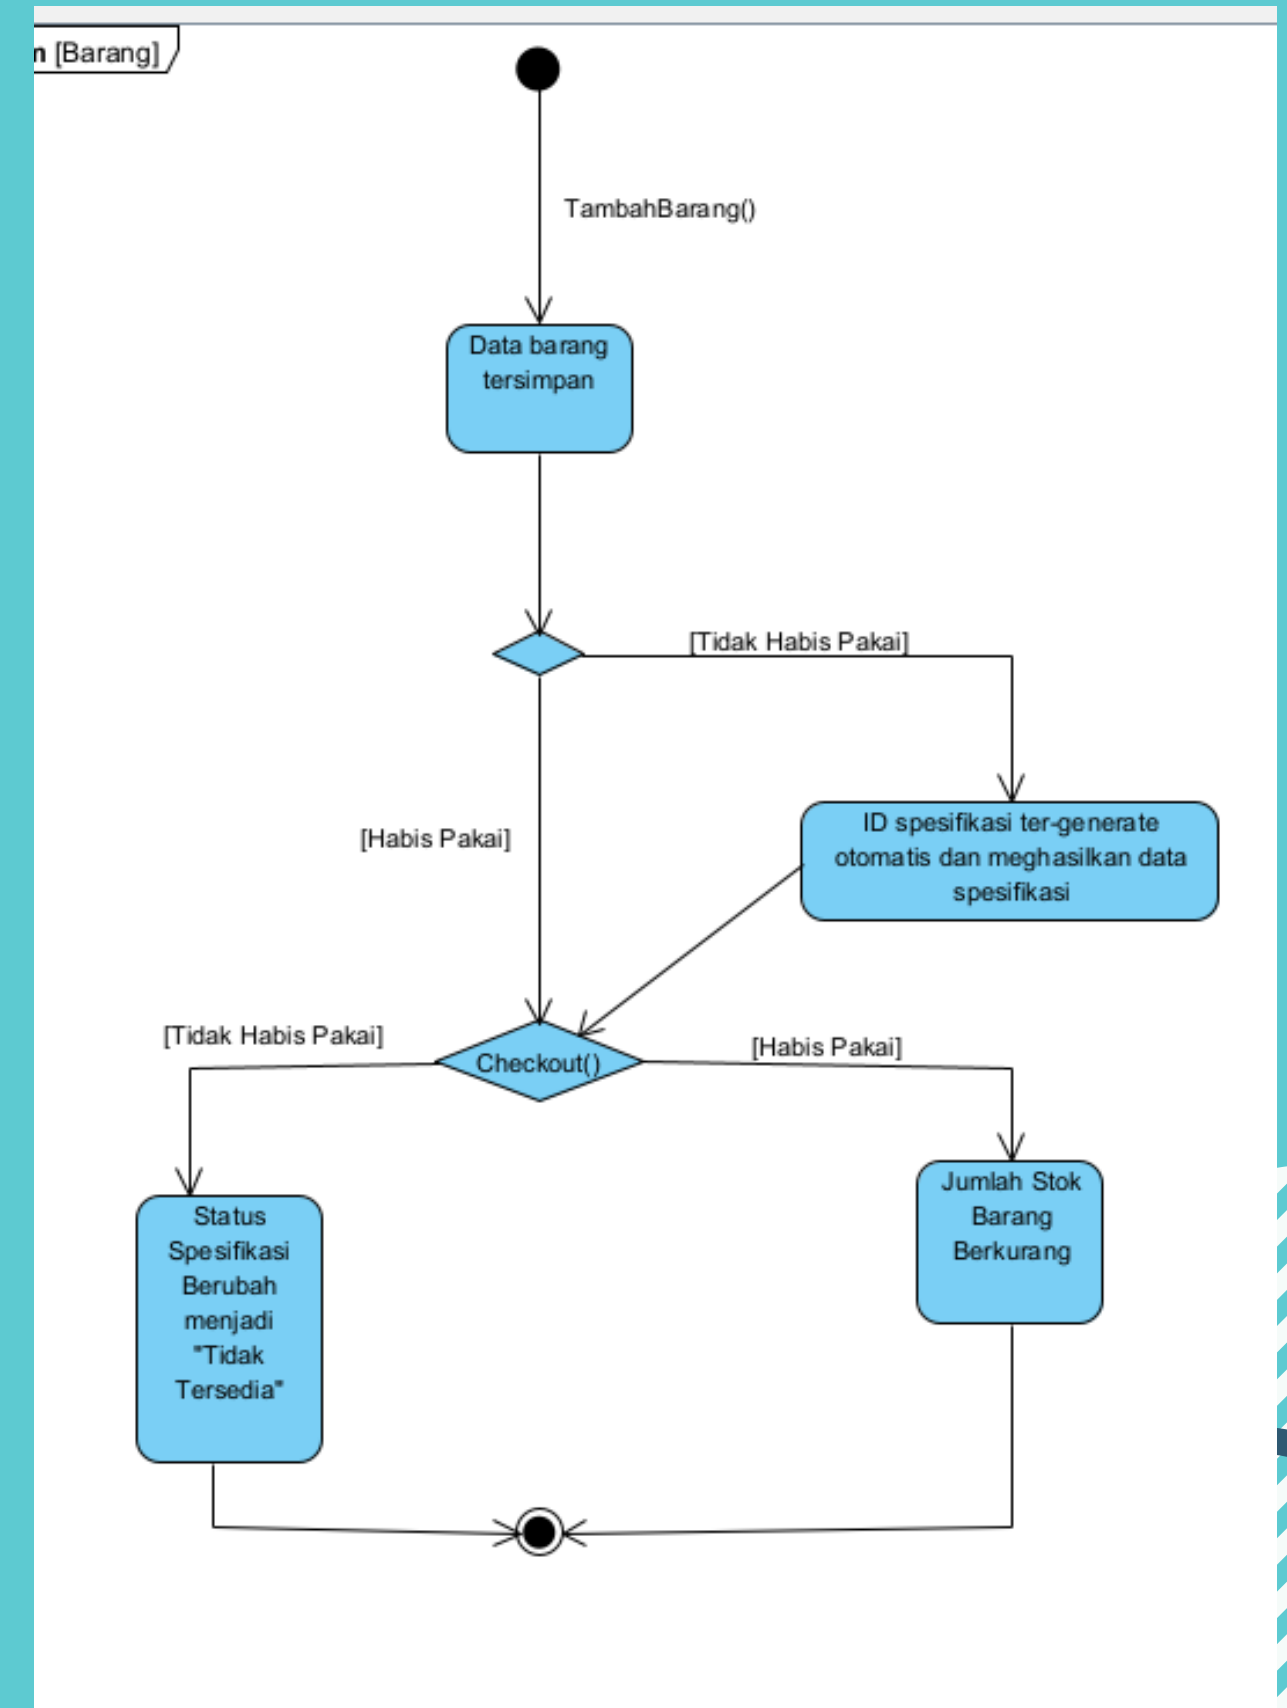 [Barang]
TambahBarang()
Data barang
tersimpan
[Tidak Habis Pakai]
[Habis Pakai]
ID spesifikasi ter-generate
otomatis dan meghasilkan data
spesifikasi
[Tidak Habis Pakai]
Checkout()
[Habis Pakai]
Status
Spesifikasi
Berubah
menjadi
"Tidak
Tersedia"
Jumlah Stok
Barang
Berkurang